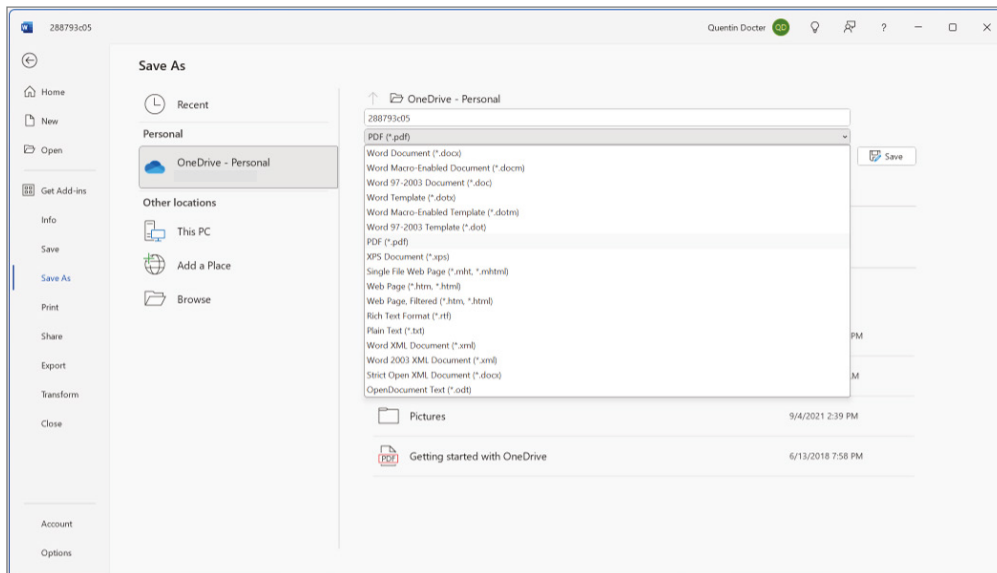 288793c05
Quentin Docter QD ?
Save As
Home
New
Open
Get Add-ins
Info
Save
Save As
Print
Share
Export
Transform
Close
Account
Options
Recent
Personal
OneDrive - Personal
Other locations
This PC
Add a Place
Browse
OneDrive - Personal
288793c05
PDF (*.pdf)
Save
Word Document (*.docx)
Word Macro-Enabled Document (*.docm)
Word 97-2003 Document (*.doc)
Word Template (*.dotx)
Word Macro-Enabled Template (*.dotm)
Word 97-2003 Template (*.dot)
PDF (*.pdf)
XPS Document (*.xps)
Single File Web Page (*.mht, *.mhtml)
Web Page (*.htm, *.html)
Web Page, Filtered (*.htm, *.html)
Rich Text Format (*.rtf)
Plain Text (*.txt)
Word XML Document (*.xml)
Word 2003 XML Document (*.xml)
Strict Open XML Document (*.docx)
OpenDocument Text (*.odt)
PM
M
Pictures 9/4/2021 2:39 PM
PDF Getting started with OneDrive 6/13/2018 7:58 PM